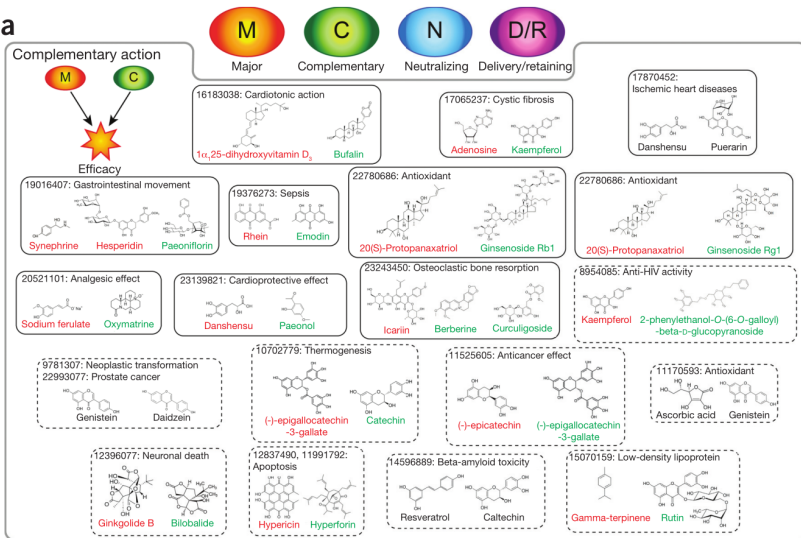 a
M
C
N
D/R
Major
Complementary
Neutralizing
Delivery/retaining
Complementary action
M
C
Efficacy
16183038: Cardiotonic action
1α,25-dihydroxyvitamin D3
Bufalin
17065237: Cystic fibrosis
Adenosine
Kaempferol
17870452:
Ischemic heart diseases
Danshensu
Puerarin
19016407: Gastrointestinal movement
Synephrine
Hesperidin
Paeoniflorin
19376273: Sepsis
Rhein
Emodin
22780686: Antioxidant
20(S)-Protopanaxatriol
Ginsenoside Rb1
22780686: Antioxidant
20(S)-Protopanaxatriol
Ginsenoside Rg1
20521101: Analgesic effect
Sodium ferulate
Oxymatrine
23139821: Cardioprotective effect
Danshensu
Paeonol
23243450: Osteoclastic bone resorption
Icariin
Berberine
Curculigoside
8954085: Anti-HIV activity
Kaempferol
2-phenylethanol-O-(6-O-galloyl)
-beta-D-glucopyranoside
9781307: Neoplastic transformation
22993077: Prostate cancer
Genistein
Daidzein
10702779: Thermogenesis
(-)-epigallocatechin
-3-gallate
Catechin
11525605: Anticancer effect
(-)-epicatechin
(-)-epigallocatechin
-3-gallate
11170593: Antioxidant
Ascorbic acid
Genistein
12396077: Neuronal death
Ginkgolide B
Bilobalide
12837490, 11991792:
Apoptosis
Hypericin
Hyperforin
14596889: Beta-amyloid toxicity
Resveratrol
Caltechin
15070159: Low-density lipoprotein
Gamma-terpinene
Rutin